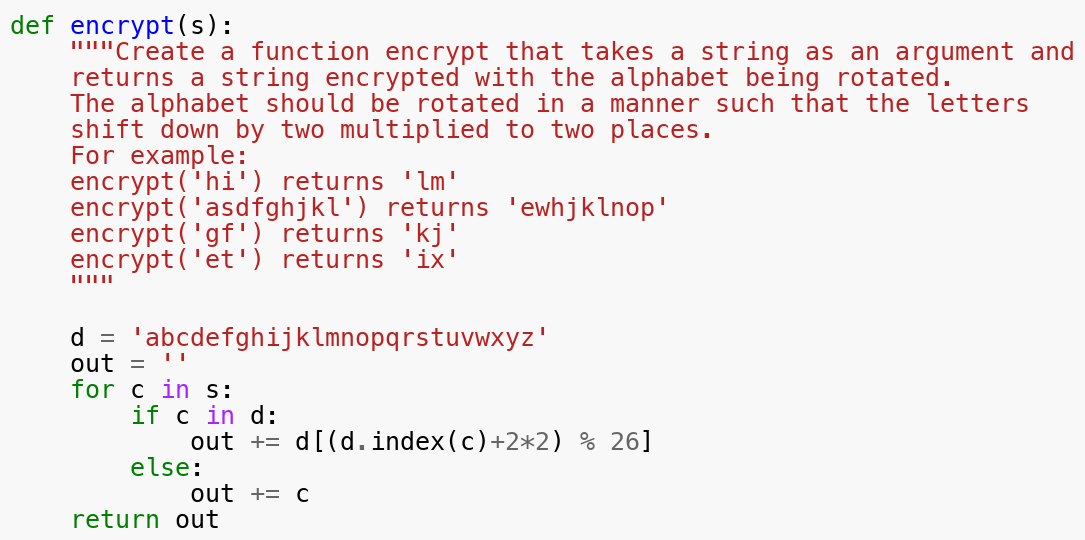 def encrypt(s):
    """Create a function encrypt that takes a string as an argument and
    returns a string encrypted with the alphabet being rotated.
    The alphabet should be rotated in a manner such that the letters
    shift down by two multiplied to two places.
    For example:
    encrypt('hi') returns 'lm'
    encrypt('asdfghjkl') returns 'ewhjklnop'
    encrypt('gf') returns 'kj'
    encrypt('et') returns 'ix'
    """

    d = 'abcdefghijklmnopqrstuvwxyz'
    out = ''
    for c in s:
        if c in d:
            out += d[(d.index(c)+2*2) % 26]
        else:
            out += c
    return out